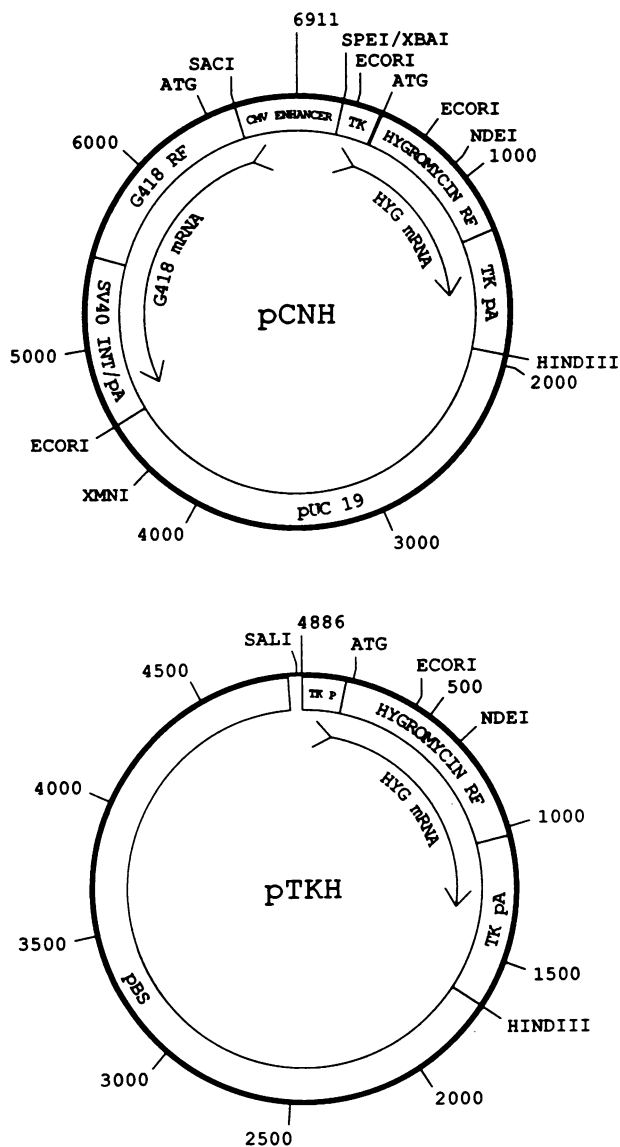 6911
SPEI/XBAI
SACI
ECORI
ATG
ATG
CMV ENHANCER
TK
ECORI
NDEI
1000
6000
G418 RF
HYGROMYCIN RF
G418 mRNA
HYG mRNA
TK pA
pCNH
SV40 INT/pA
5000
HINDIII
2000
ECORI
XMNI
pUC 19
4000
3000
4886
SALI
ATG
4500
TK P
ECORI
500
NDEI
HYGROMYCIN RF
4000
HYG mRNA
1000
pTKH
TK pA
3500
1500
pBS
HINDIII
3000
2000
2500